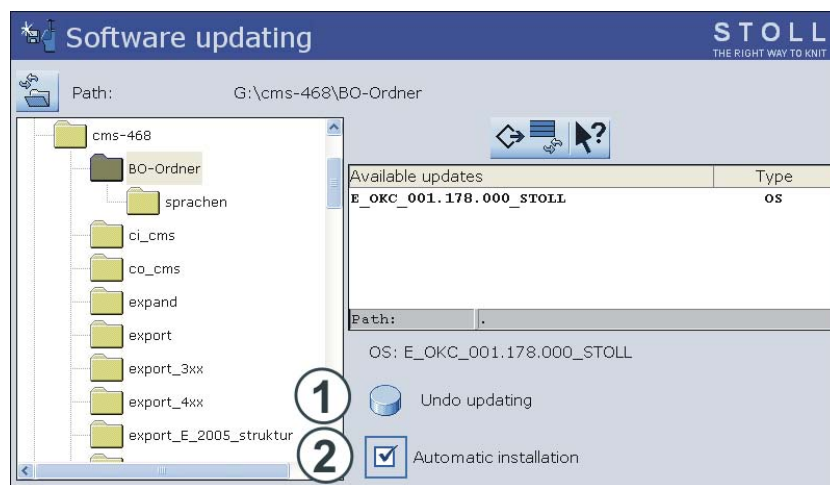 Software updating
STOLL
THE RIGHT WAY TO KNIT
Path: G:\cms-468\BO-Ordner
cms-468
BO-Ordner
sprachen
ci_cms
co_cms
expand
export
export_3xx
export_4xx
export_E_2005_struktur
?
Available updates Type
E_OKC_001.178.000_STOLL OS
Path: .
OS: E_OKC_001.178.000_STOLL
1 Undo updating
2 Automatic installation